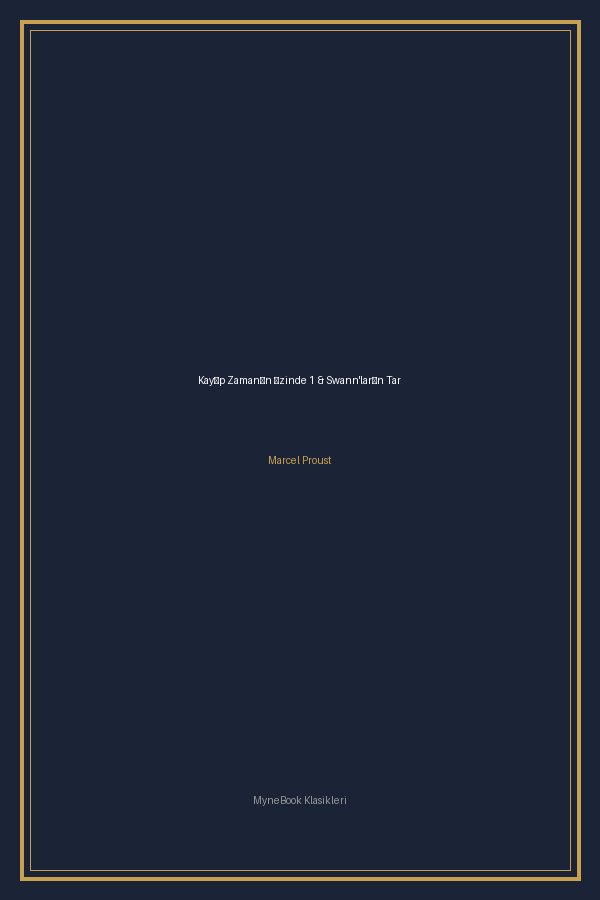 Kay□p Zaman□n □zinde 1 & Swann'lar□n Tar
Marcel Proust
MyneBook Klasikleri